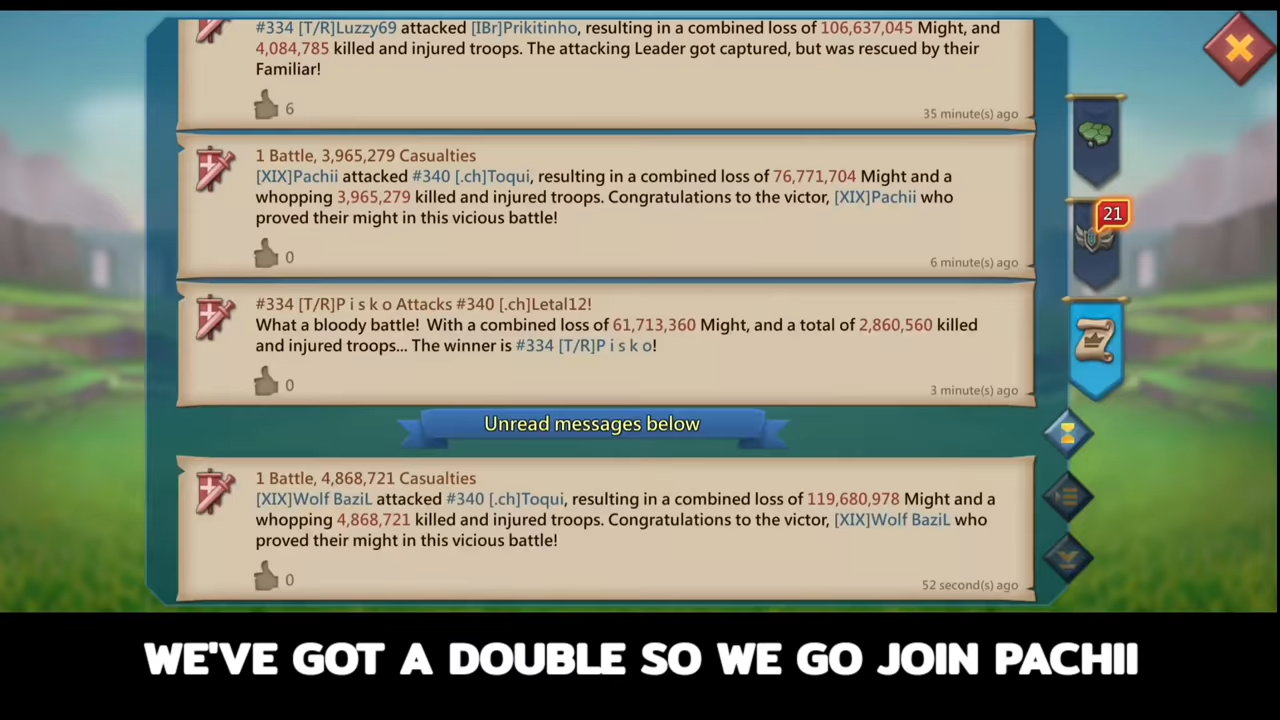 #334 [T/R]Luzzy69 attacked [IBr]Prikitinho, resulting in a combined loss of 106,637,045 Might, and
4,084,785 killed and injured troops. The attacking Leader got captured, but was rescued by their
Familiar!
6
35 minute(s) ago
1 Battle, 3,965,279 Casualties
[XIX]Pachii attacked #340 [.ch]Toqui, resulting in a combined loss of 76,771,704 Might and a
whopping 3,965,279 killed and injured troops. Congratulations to the victor, [XIX]Pachii who
proved their might in this vicious battle!
0
6 minute(s) ago
21
#334 [T/R]P i s k o Attacks #340 [.ch]Letal12!
What a bloody battle! With a combined loss of 61,713,360 Might, and a total of 2,860,560 killed
and injured troops... The winner is #334 [T/R]P i s k o!
0
3 minute(s) ago
Unread messages below
1 Battle, 4,868,721 Casualties
[XIX]Wolf BaziL attacked #340 [.ch]Toqui, resulting in a combined loss of 119,680,978 Might and a
whopping 4,868,721 killed and injured troops. Congratulations to the victor, [XIX]Wolf BaziL who
proved their might in this vicious battle!
0
52 second(s) ago
WE'VE GOT A DOUBLE SO WE GO JOIN PACHII